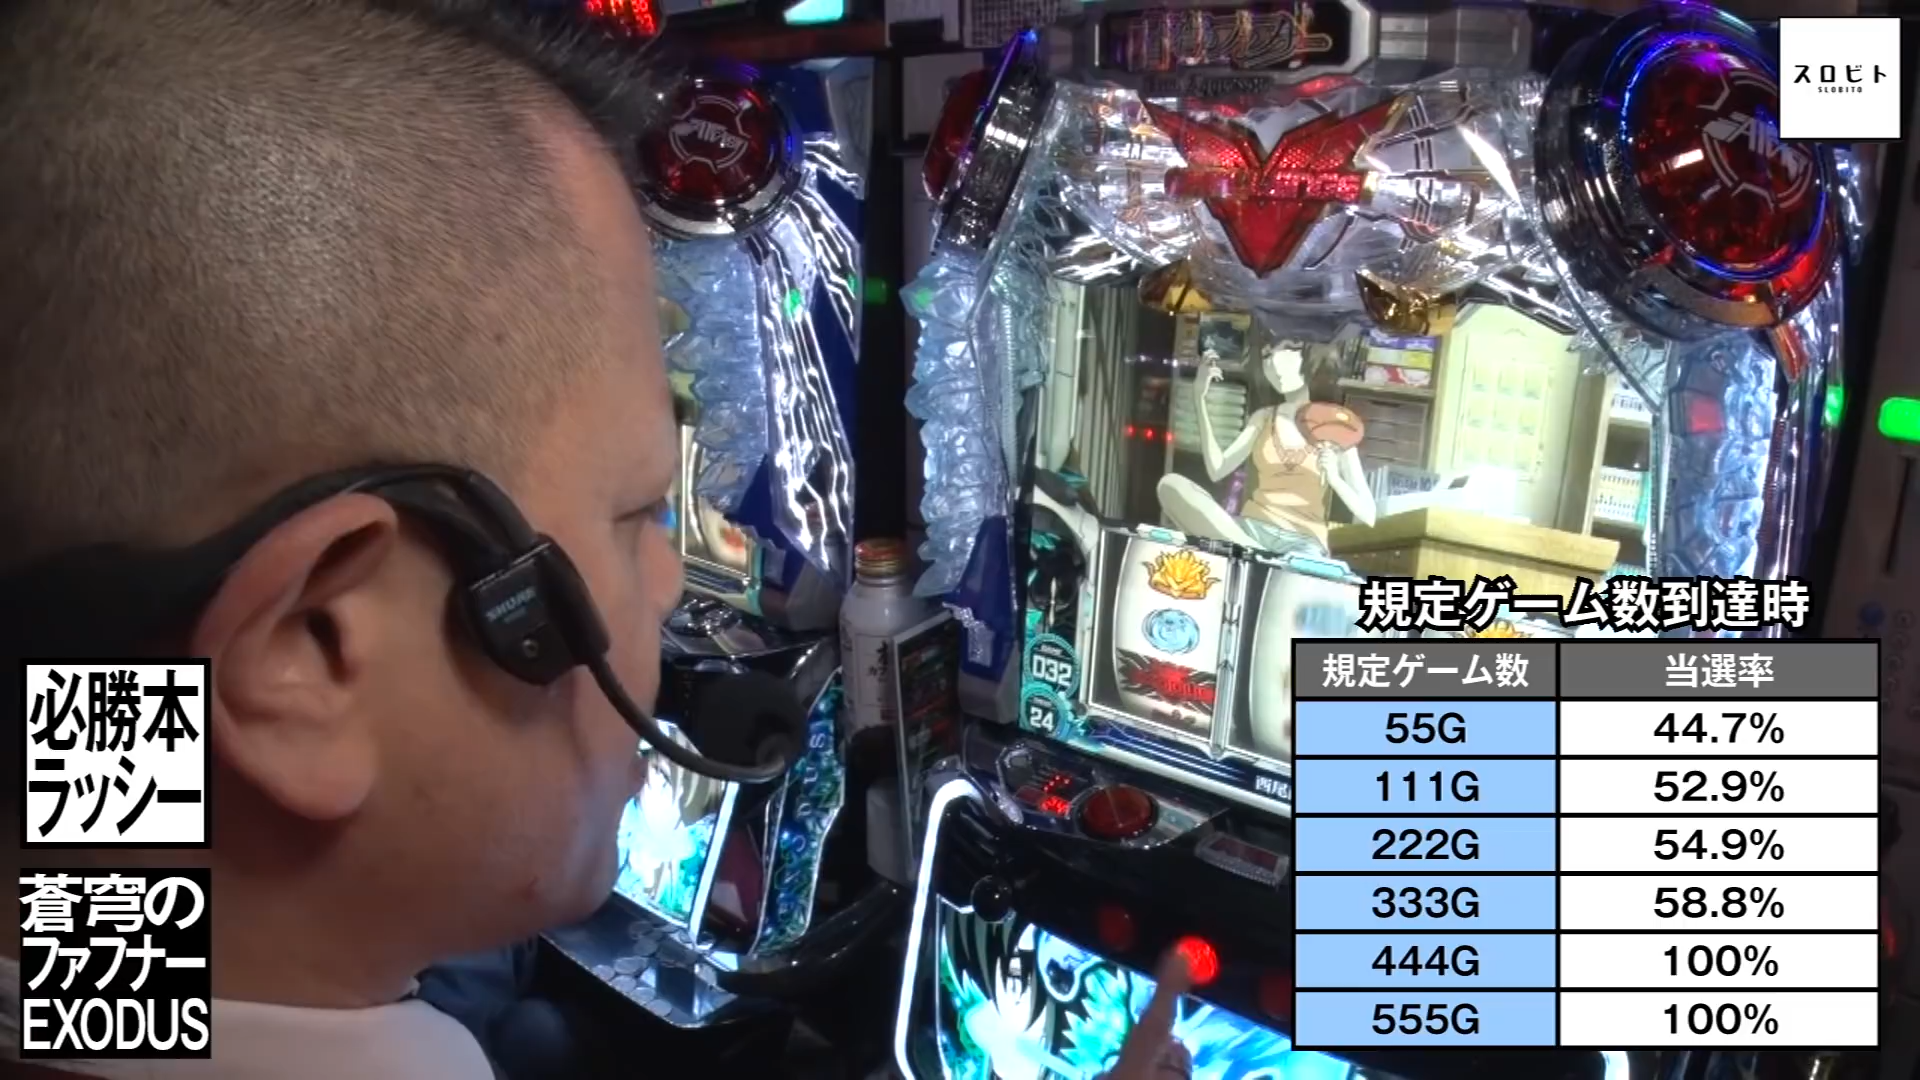 スロビト
SLOBITO
規定ゲーム数到達時
規定ゲーム数 当選率
55G 44.7%
111G 52.9%
222G 54.9%
333G 58.8%
444G 100%
555G 100%
必勝本
ラッシー
蒼穹の
ファフナー
EXODUS
SHURE
032
24